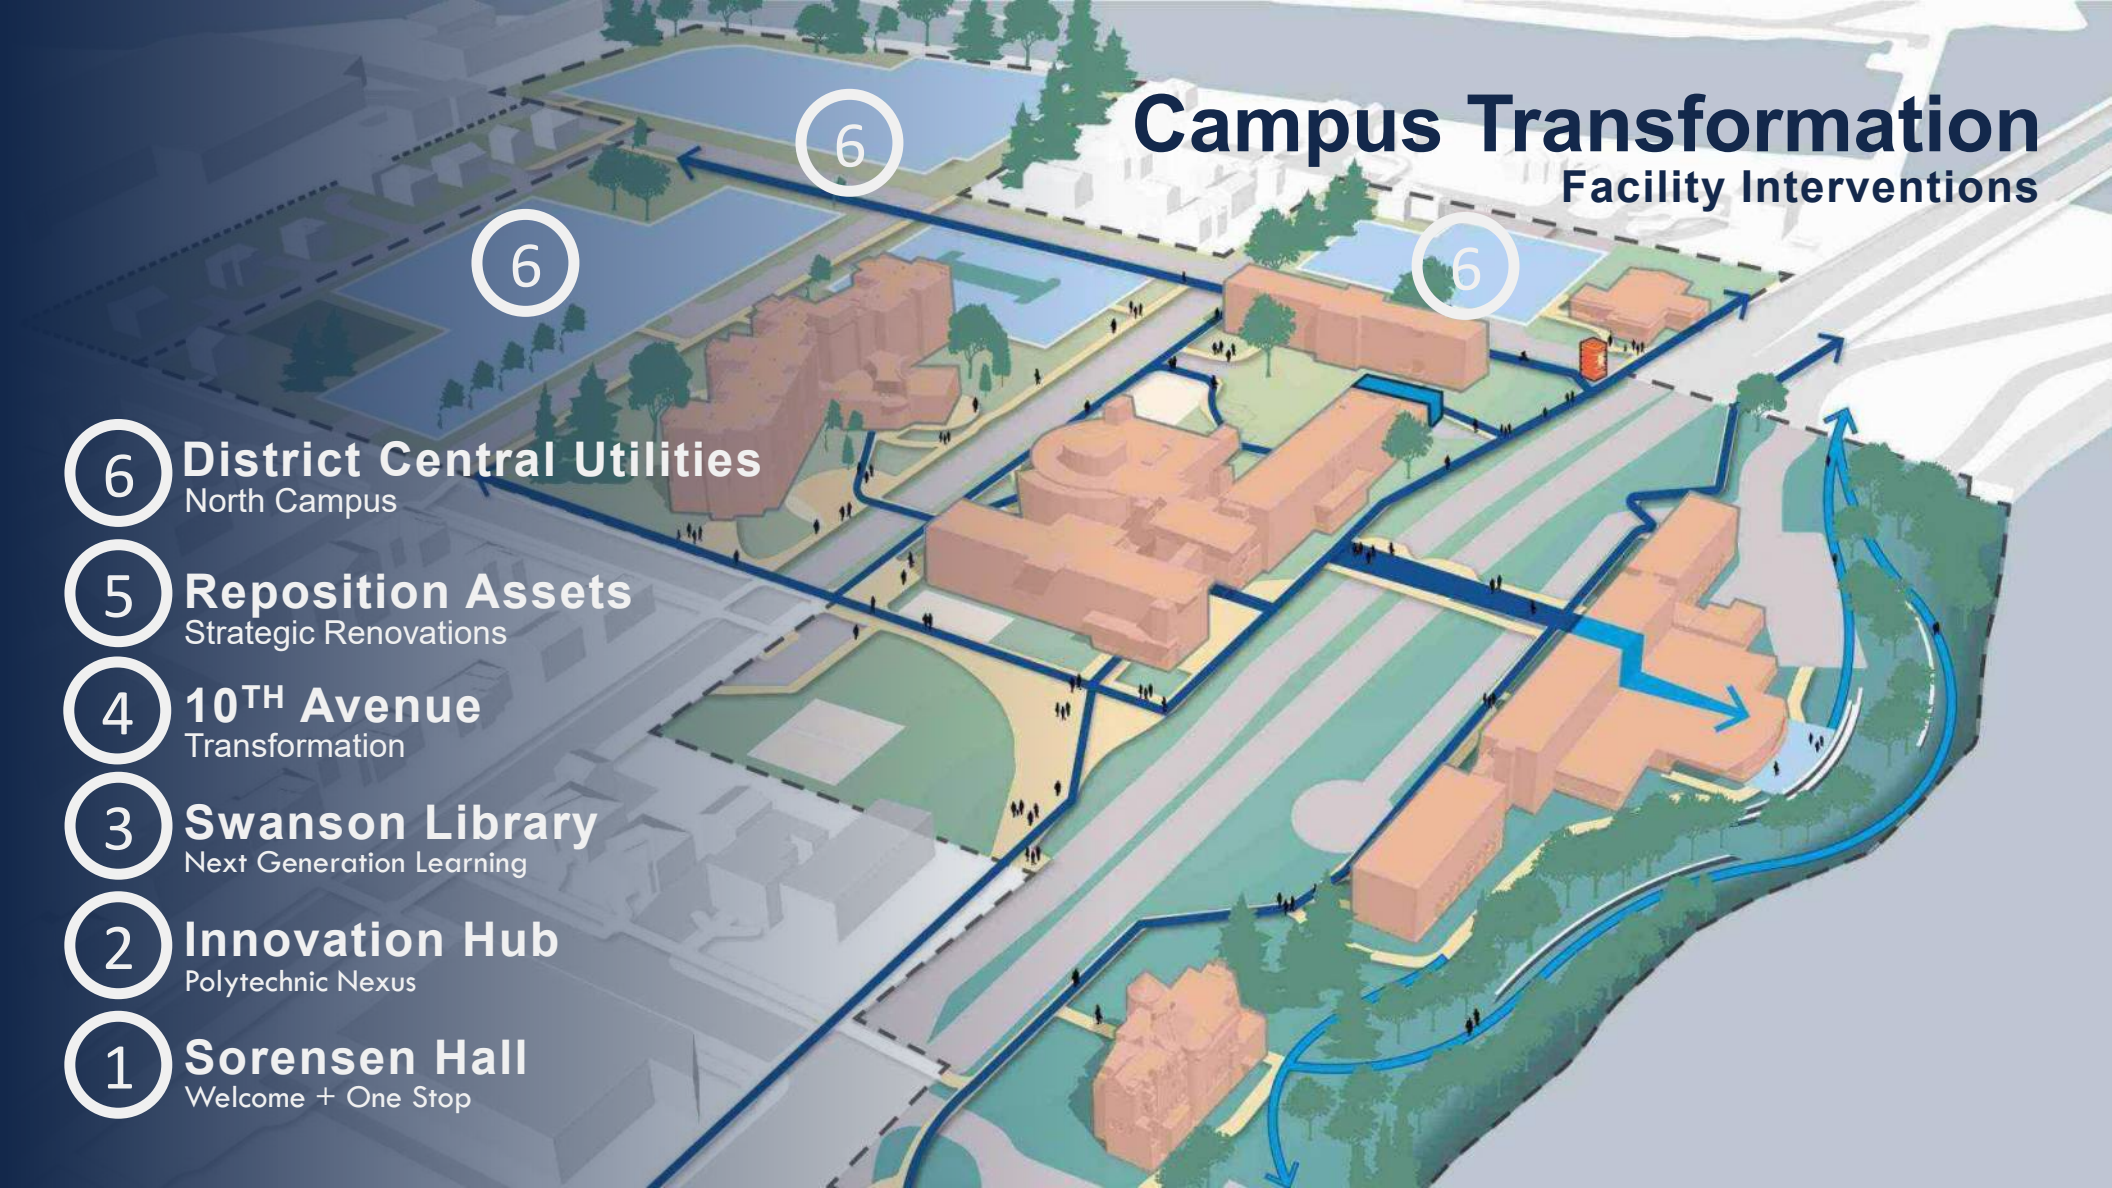 Campus Transformation
Facility Interventions
6
6
6
6 District Central Utilities
North Campus
5 Reposition Assets
Strategic Renovations
4 10TH Avenue
Transformation
3 Swanson Library
Next Generation Learning
2 Innovation Hub
Polytechnic Nexus
1 Sorensen Hall
Welcome + One Stop